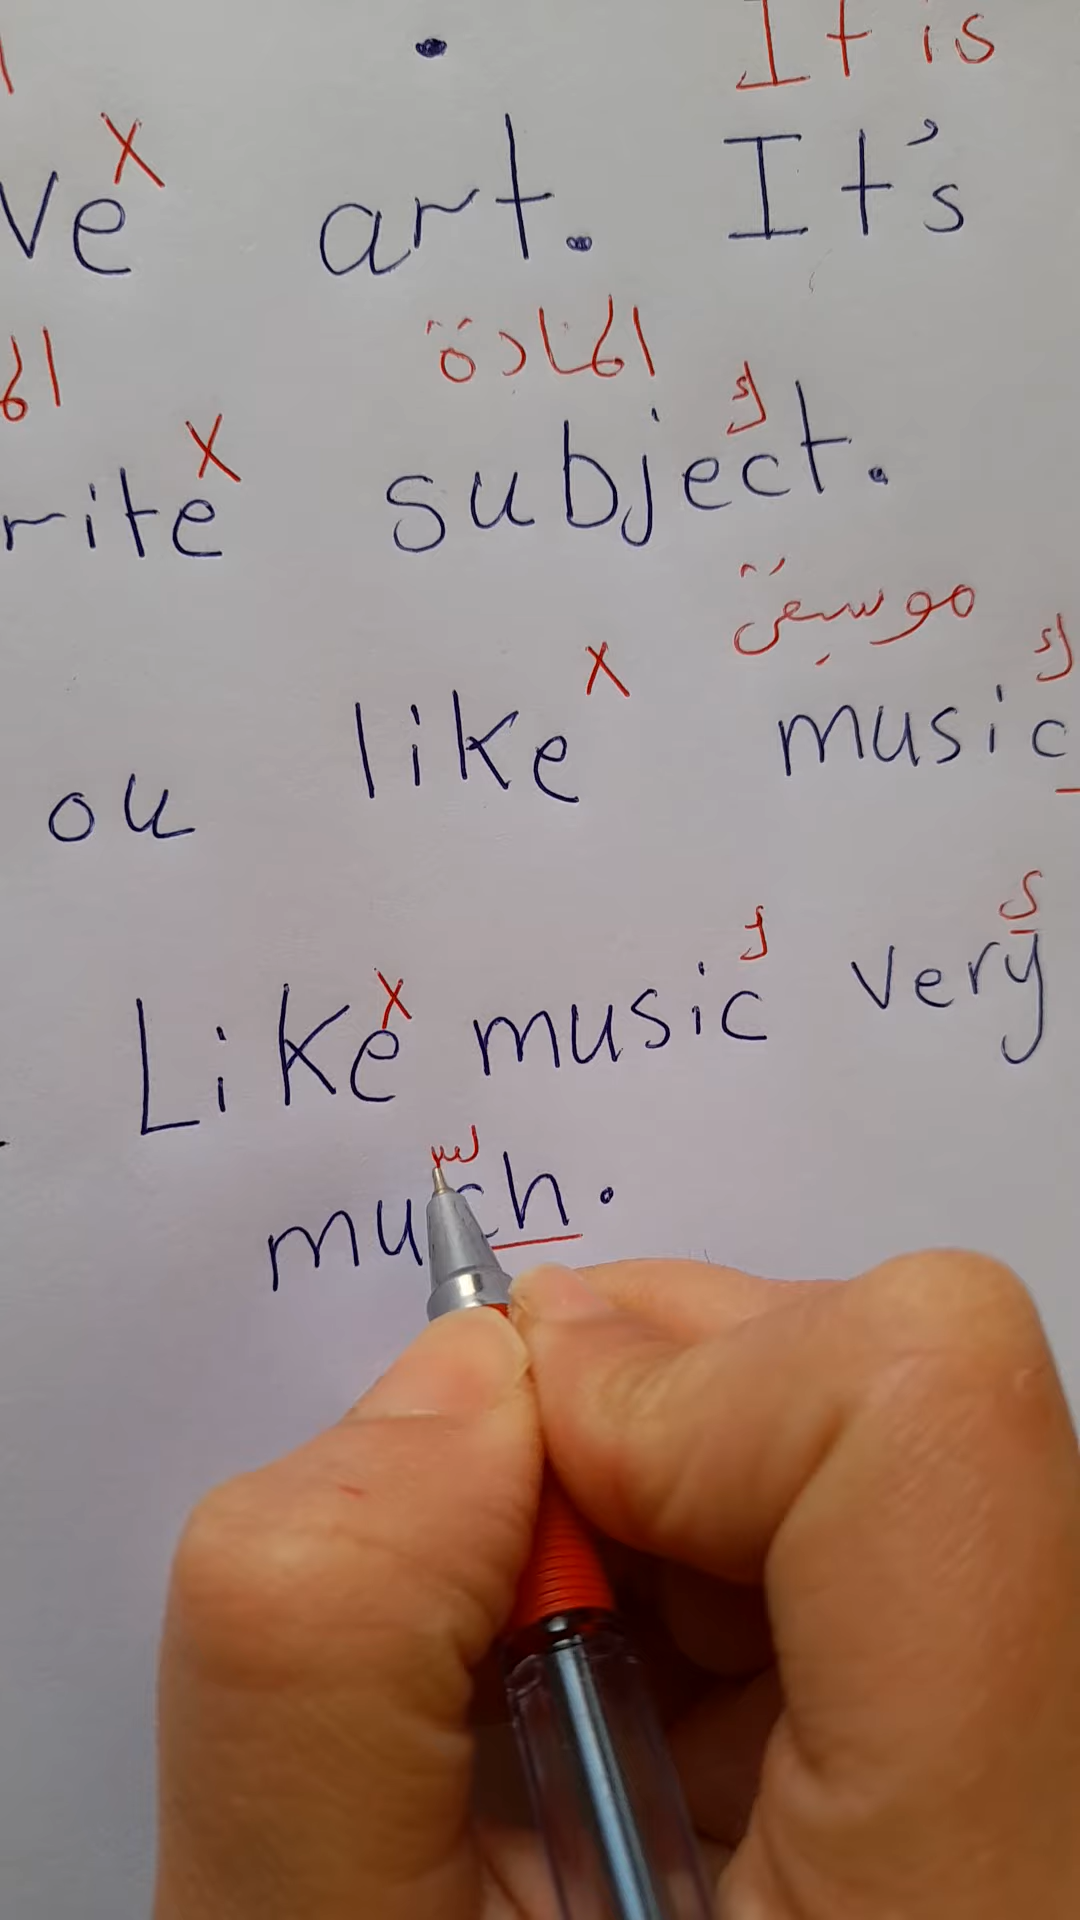 It is
ve x art. It's
المادة
rite x subject. ك
موسيقى
ou like x music ك
Like x music ك very ي
much.